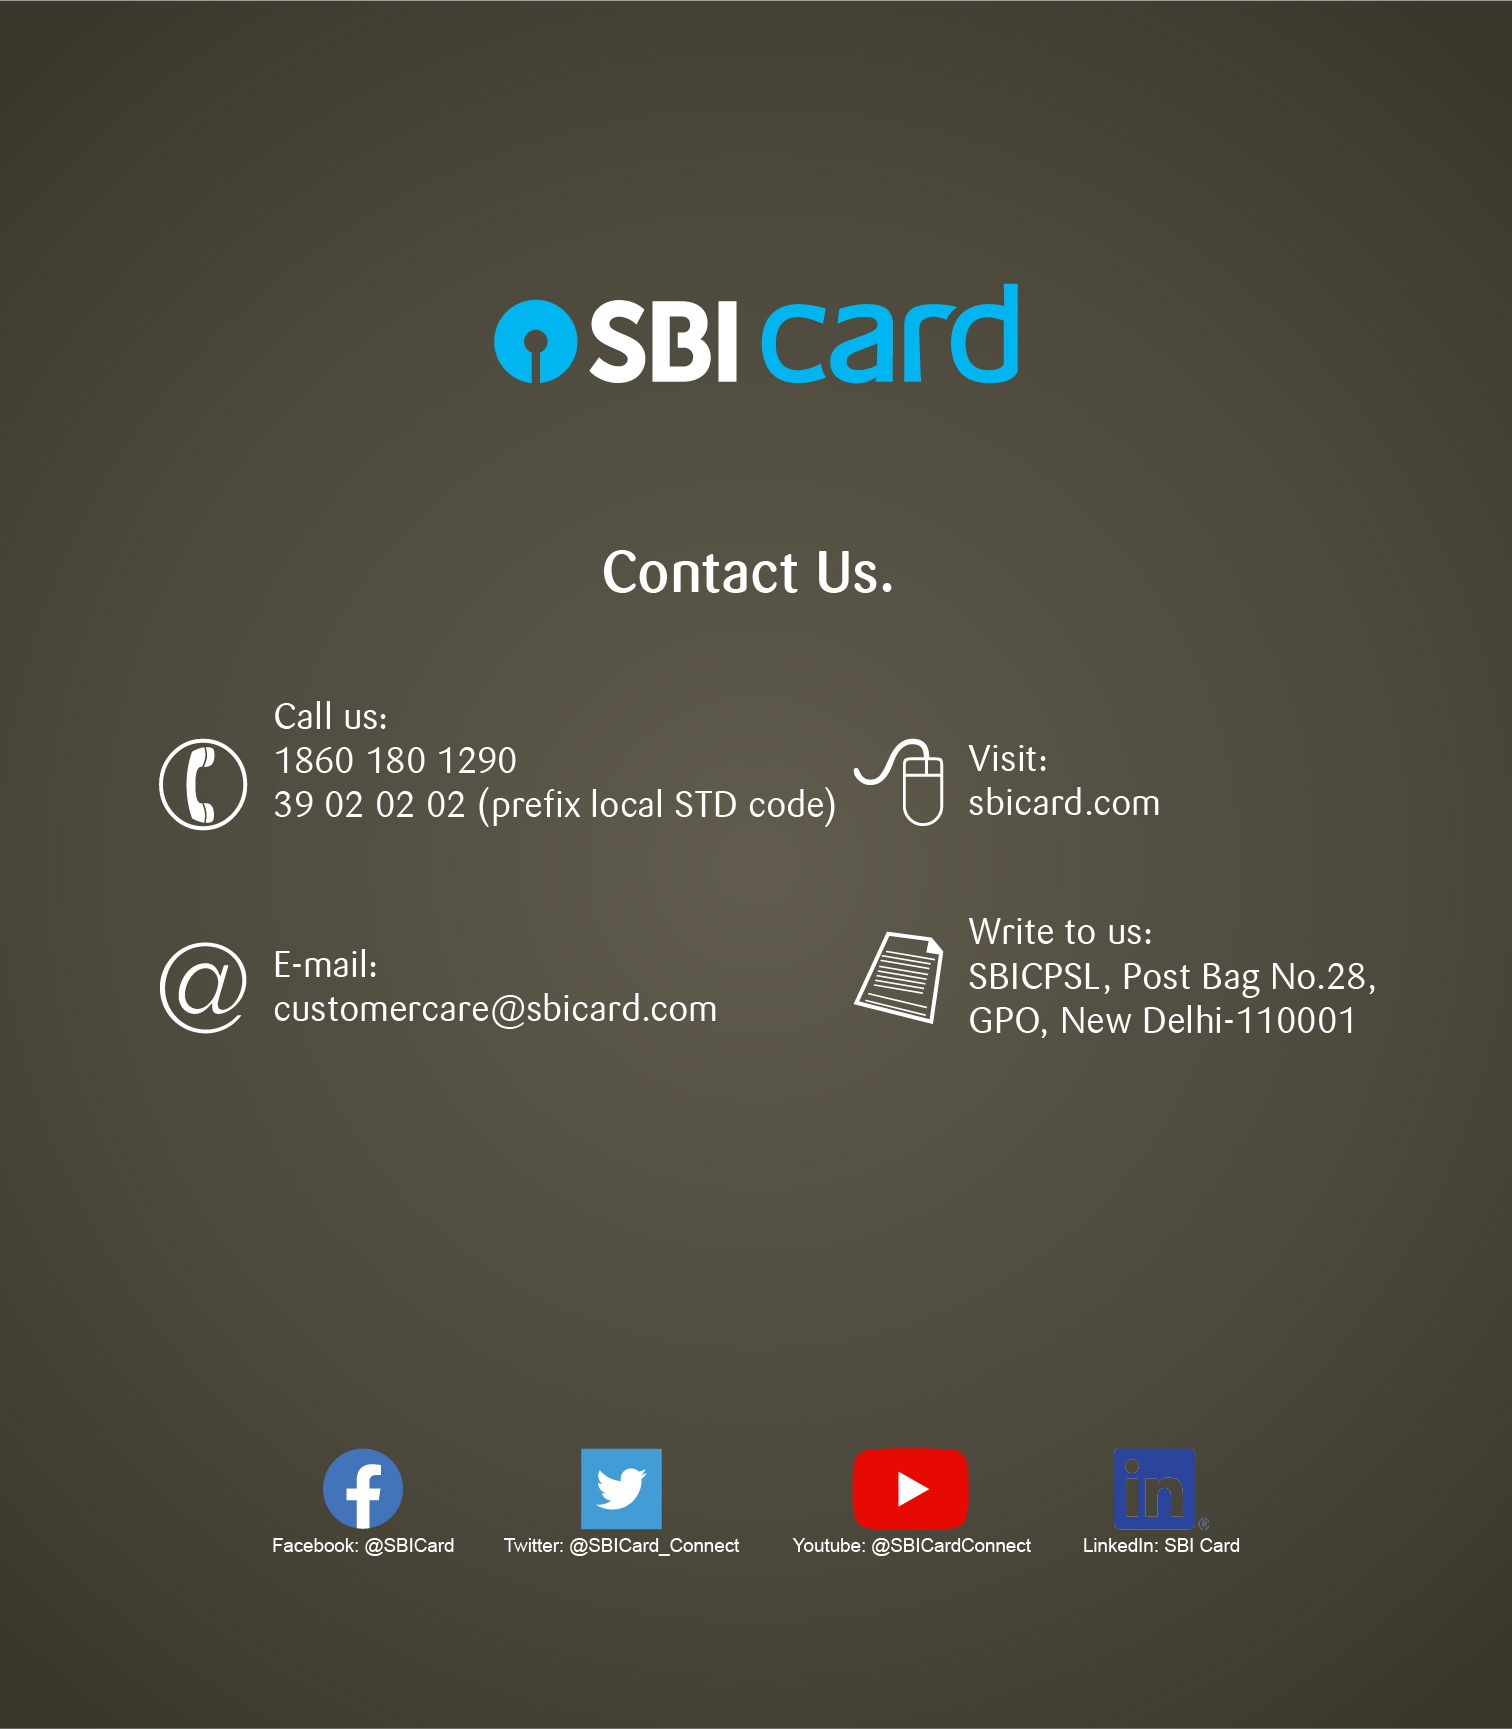 SBI card
Contact Us.
Call us:
1860 180 1290
39 02 02 02 (prefix local STD code)
Visit:
sbicard.com
E-mail:
customercare@sbicard.com
Write to us:
SBICPSL, Post Bag No.28,
GPO, New Delhi-110001
in®
Facebook: @SBICard
Twitter: @SBICard_Connect
Youtube: @SBICardConnect
LinkedIn: SBI Card